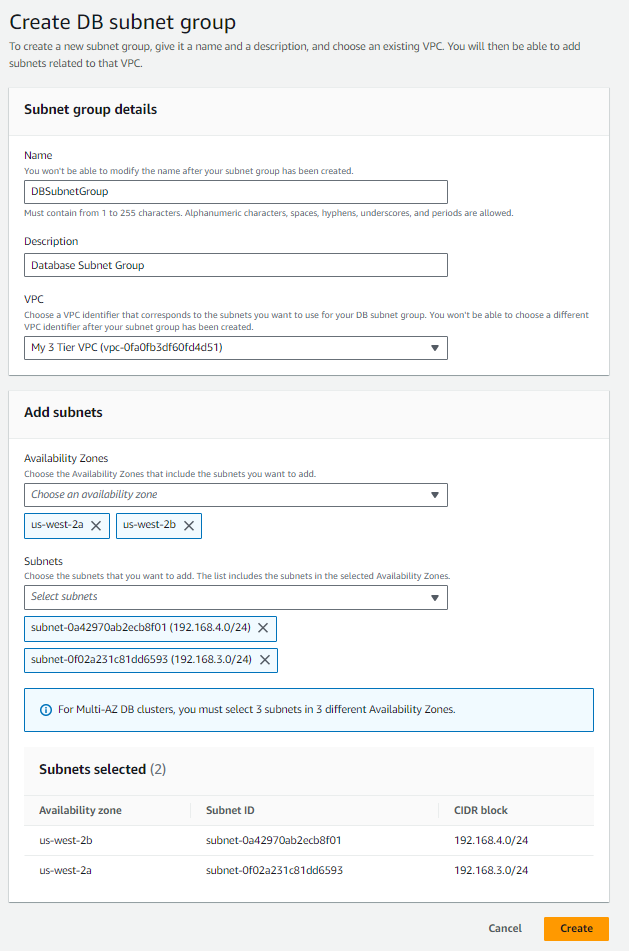 Create DB subnet group
To create a new subnet group, give it a name and a description, and choose an existing VPC. You will then be able to add
subnets related to that VPC.
Subnet group details
Name
You won't be able to modify the name after your subnet group has been created.
DBSubnetGroup
Must contain from 1 to 255 characters. Alphanumeric characters, spaces, hyphens, underscores, and periods are allowed.
Description
Database Subnet Group
VPC
Choose a VPC identifier that corresponds to the subnets you want to use for your DB subnet group. You won't be able to choose a different
VPC identifier after your subnet group has been created.
My 3 Tier VPC (vpc-0fa0fb3df60fd4d51)
Add subnets
Availability Zones
Choose the Availability Zones that include the subnets you want to add.
Choose an availability zone
us-west-2a us-west-2b
Subnets
Choose the subnets that you want to add. The list includes the subnets in the selected Availability Zones.
Select subnets
subnet-0a42970ab2ecb8f01 (192.168.4.0/24)
subnet-0f02a231c81dd6593 (192.168.3.0/24)
For Multi-AZ DB clusters, you must select 3 subnets in 3 different Availability Zones.
Subnets selected (2)
Availability zone Subnet ID CIDR block
us-west-2b subnet-0a42970ab2ecb8f01 192.168.4.0/24
us-west-2a subnet-0f02a231c81dd6593 192.168.3.0/24
Cancel Create